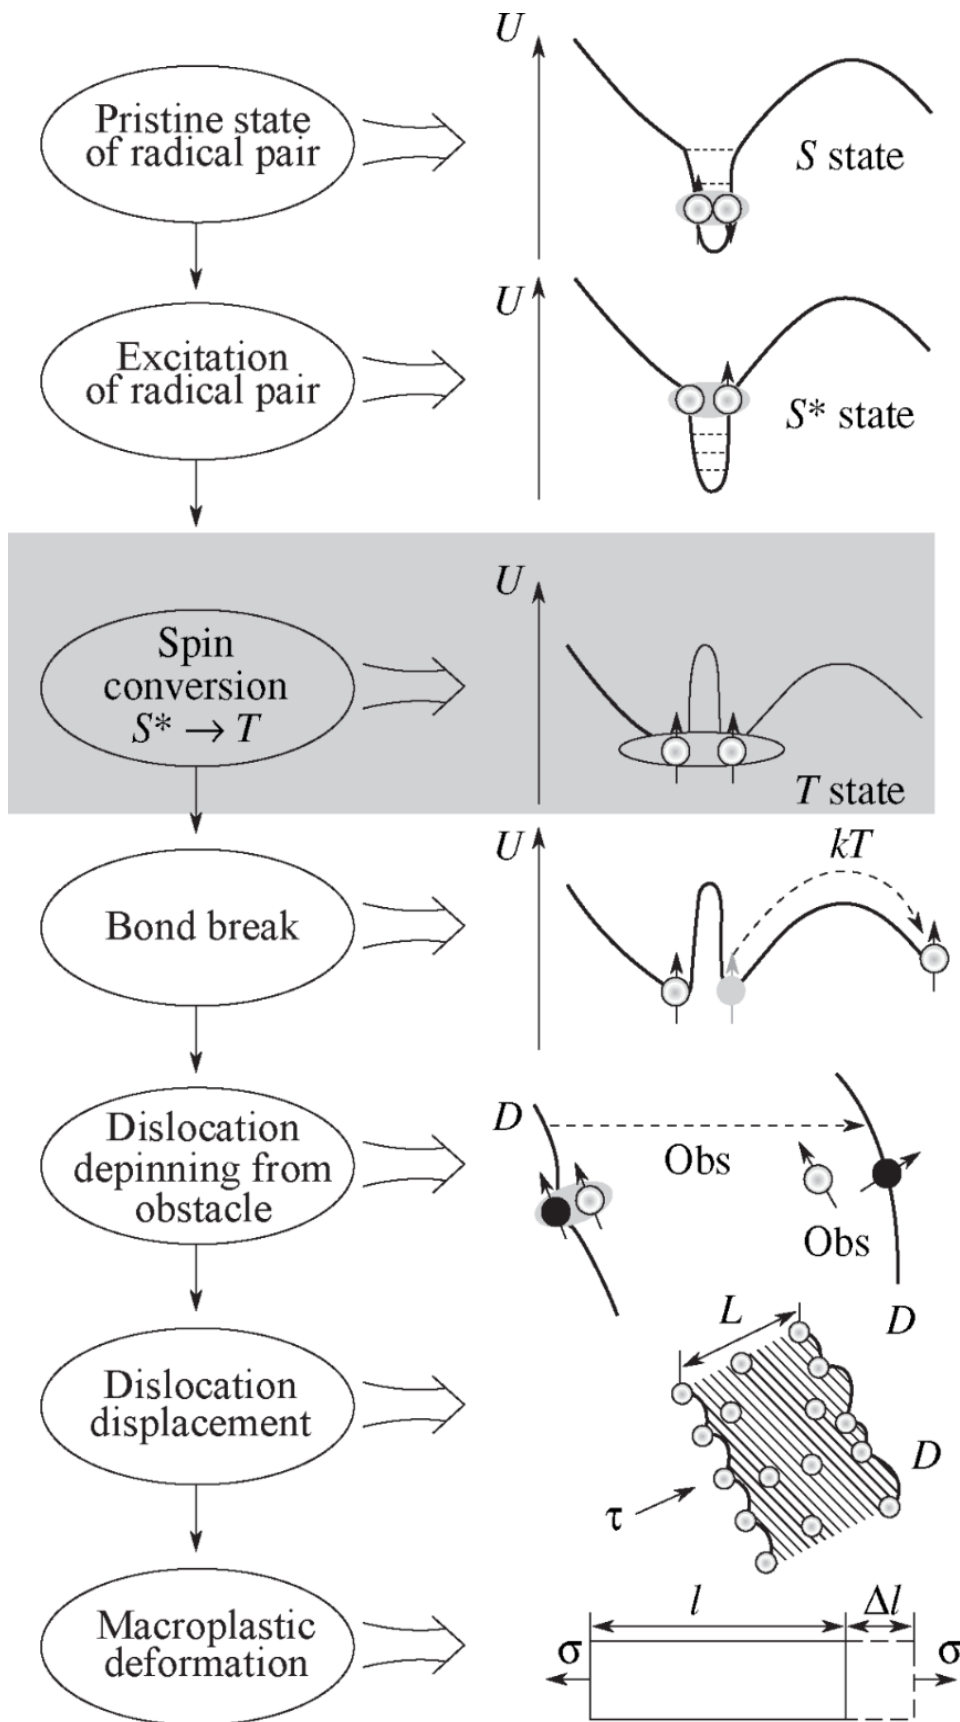 Pristine state
of radical pair
U
S state
Excitation
of radical pair
U
S* state
Spin
conversion
S* → T
U
T state
Bond break
U
kT
Dislocation
depinning from
obstacle
D
Obs
Obs
D
Dislocation
displacement
L
D
τ
Macroplastic
deformation
l
Δl
σ
σ